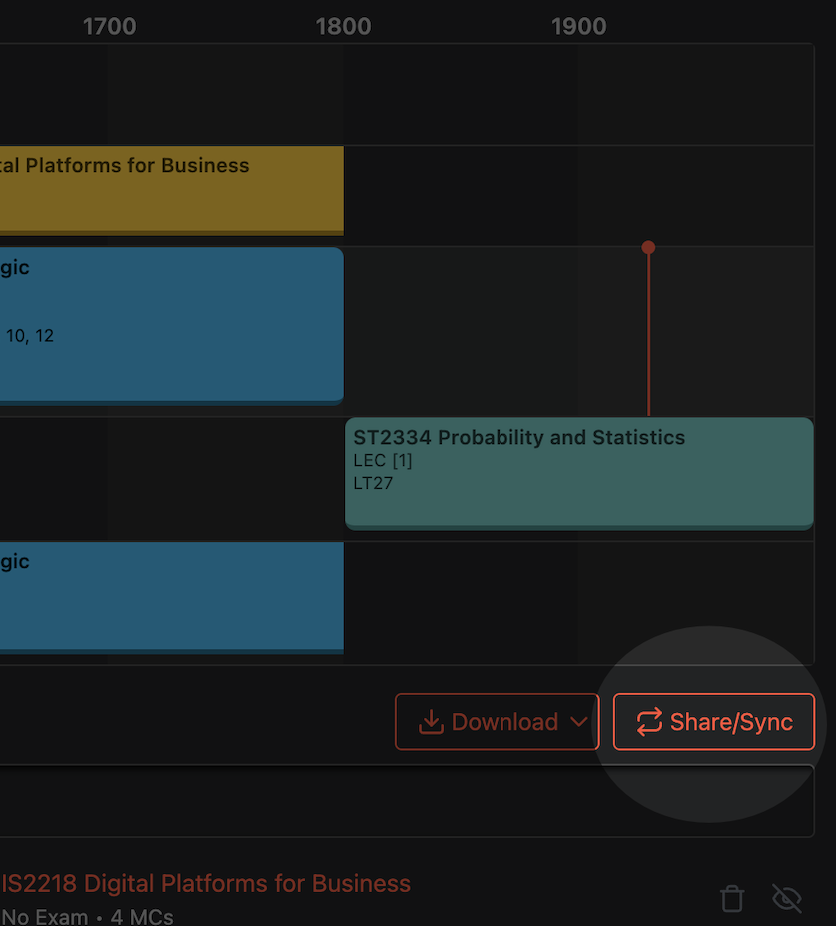 1700 1800 1900
tal Platforms for Business
gic
10, 12
ST2334 Probability and Statistics
LEC [1]
LT27
gic
Download Share/Sync
IS2218 Digital Platforms for Business
No Exam • 4 MCs